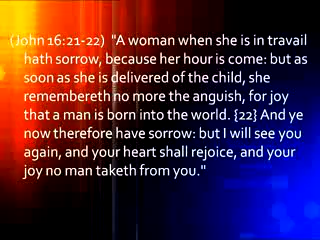 (John 16:21-22)  "A woman when she is in travail
hath sorrow, because her hour is come: but as
soon as she is delivered of the child, she
remembereth no more the anguish, for joy
that a man is born into the world. {22} And ye
now therefore have sorrow: but I will see you
again, and your heart shall rejoice, and your
joy no man taketh from you."